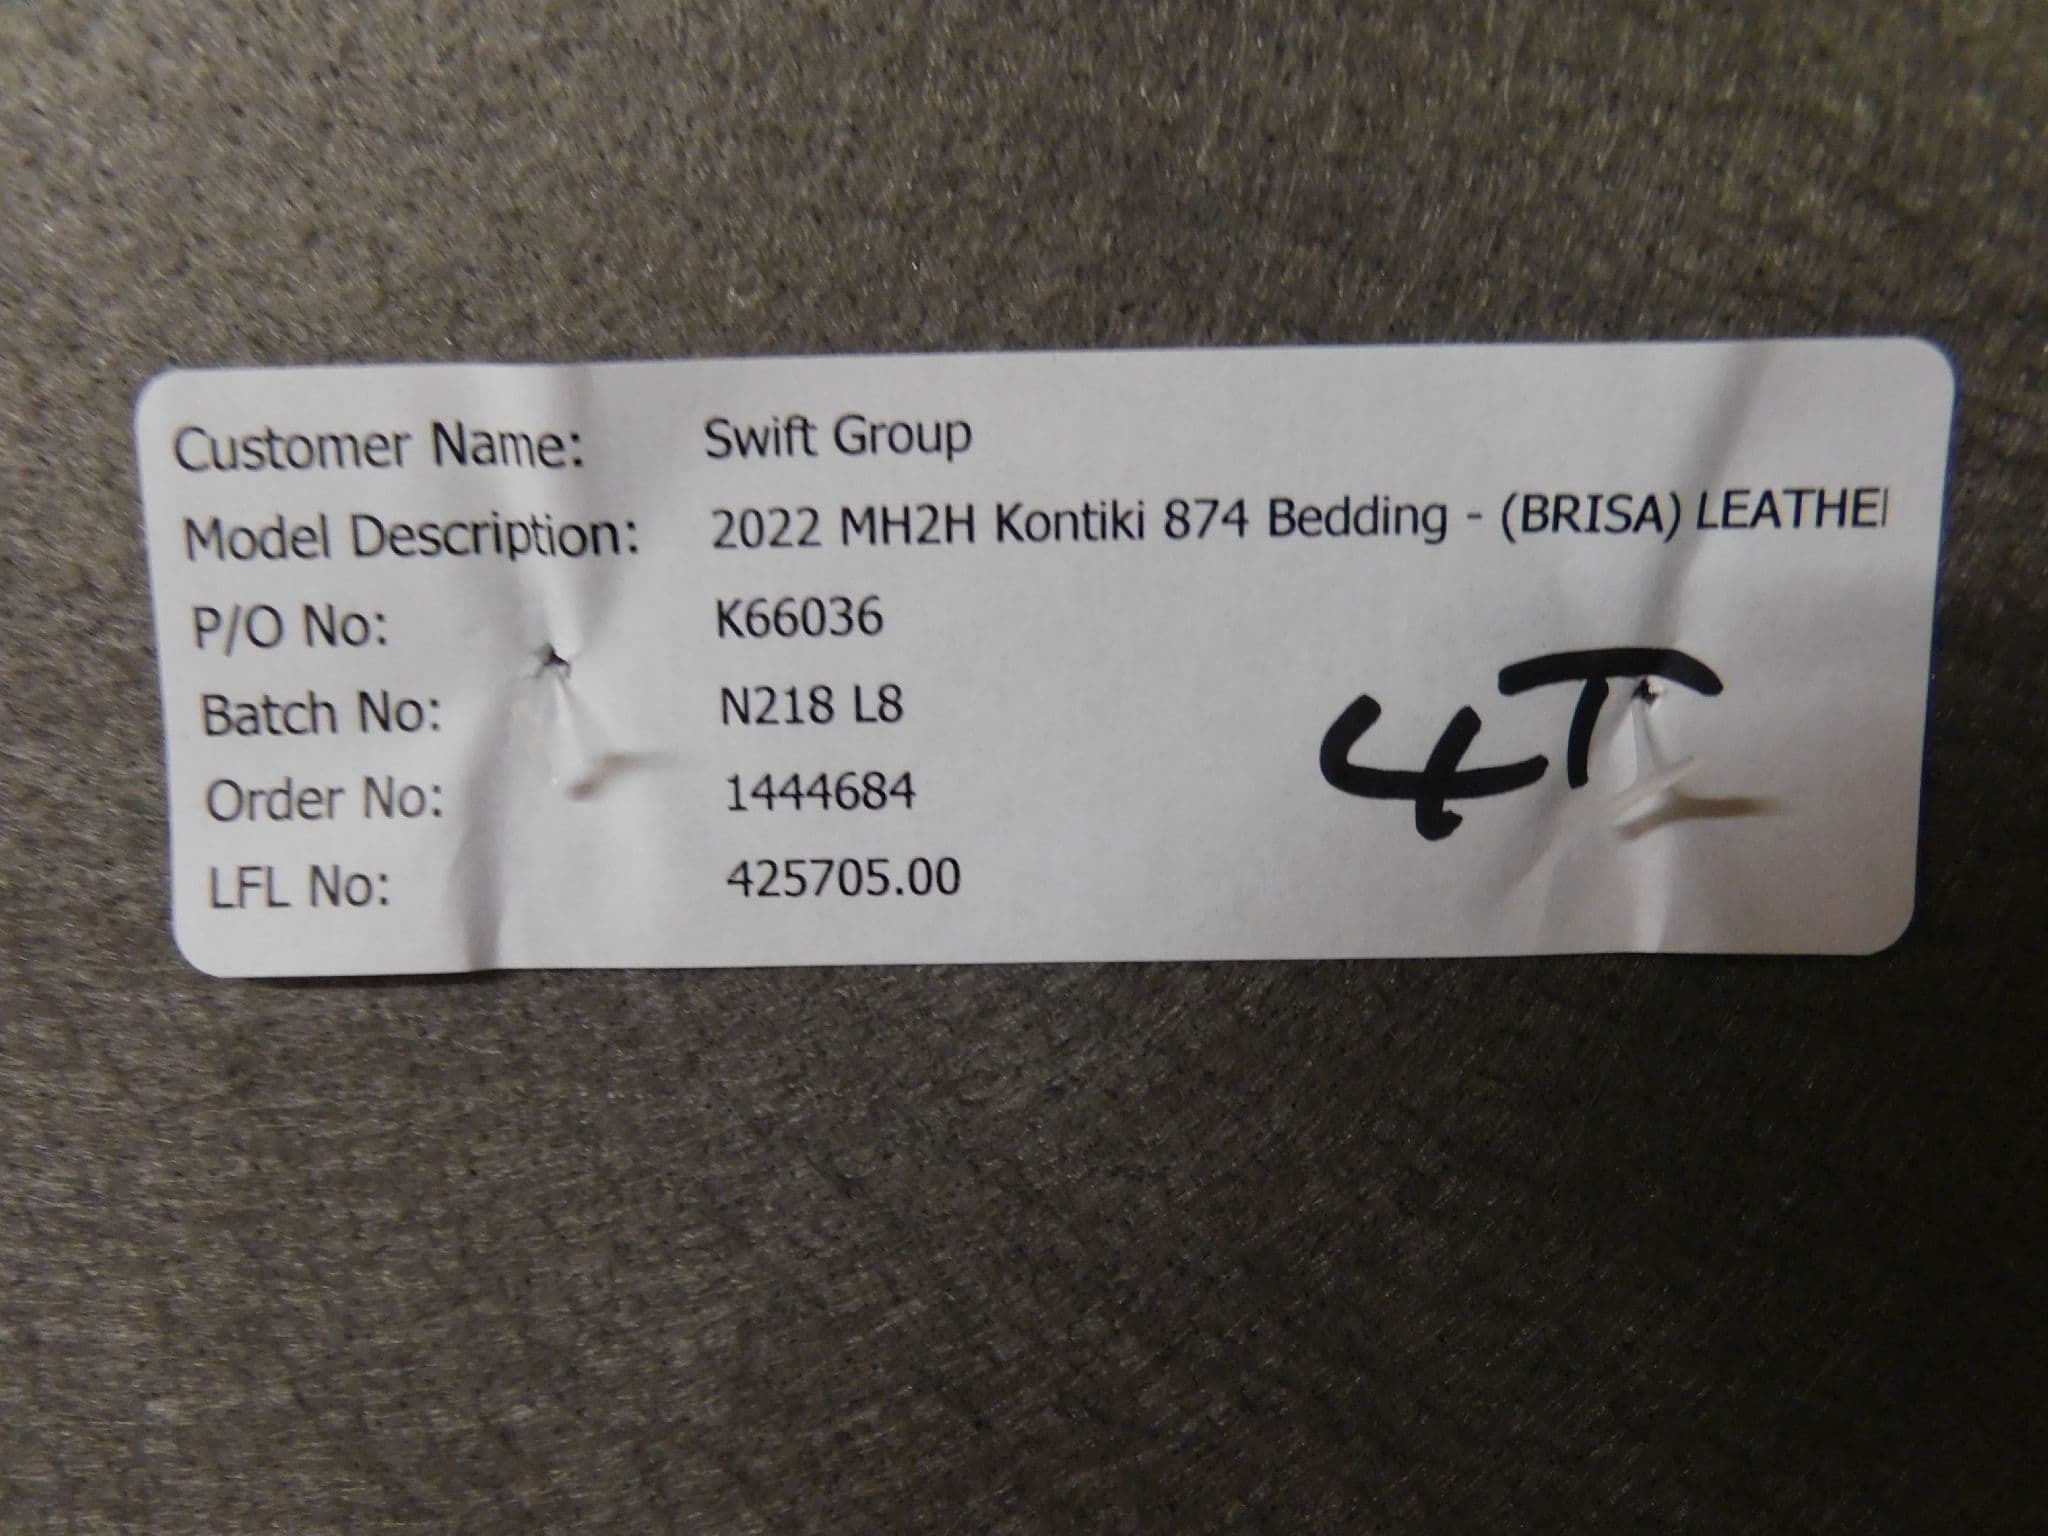 Customer Name: Swift Group
Model Description: 2022 MH2H Kontiki 874 Bedding - (BRISA) LEATHE
P/O No: K66036
Batch No: N218 L8
Order No: 1444684
LFL No: 425705.00
4T